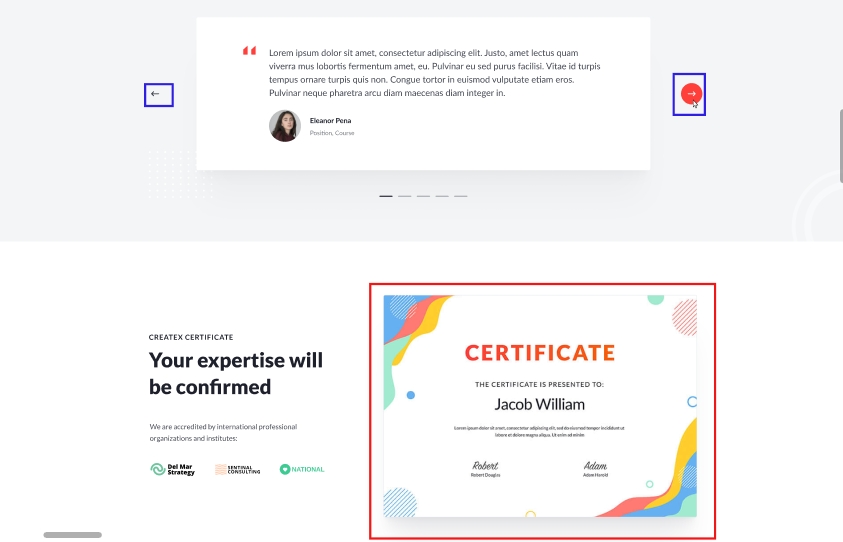 Lorem ipsum dolor sit amet, consectetur adipiscing elit. Justo, amet lectus quam
viverra mus lobortis fermentum amet, eu. Pulvinar eu sed purus facilisi. Vitae id turpis
tempus ornare turpis quis non. Congue tortor in euismod vulputate etiam eros.
Pulvinar neque pharetra arcu diam maecenas diam integer in.
Eleanor Pena
Position, Course
CREATEX CERTIFICATE
Your expertise will
be confirmed
We are accredited by international professional
organizations and institutes:
Del Mar
Strategy
SENTINAL
CONSULTING
NATIONAL
CERTIFICATE
THE CERTIFICATE IS PRESENTED TO:
Jacob William
Lorem ipsum dolor sit amet, consectetur adipiscing elit, sed do eiusmod tempor incididunt ut
labore et dolore magna aliqua. Ut enim ad minim
Robert
Robert Douglas
Adam
Adam Harold